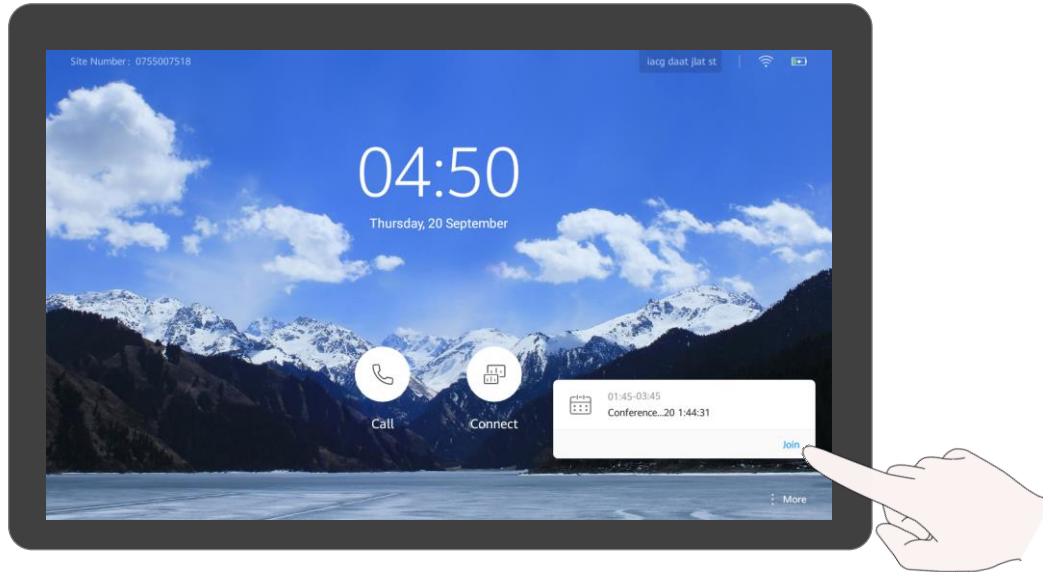 Site Number: 0755007518
iacg daat jlat st
04:50
Thursday, 20 September
Call
Connect
01:45-03:45
Conference...20 1:44:31
Join
More